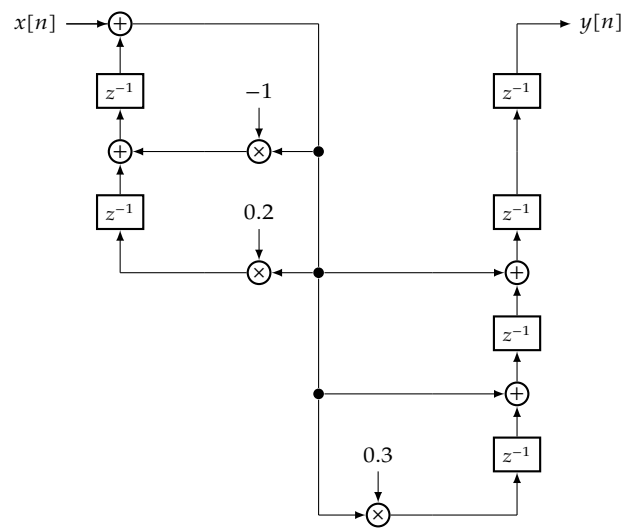 x[n]
+
y[n]
z⁻¹
z⁻¹
−1
+
×
z⁻¹
z⁻¹
0.2
×
+
z⁻¹
+
z⁻¹
0.3
×